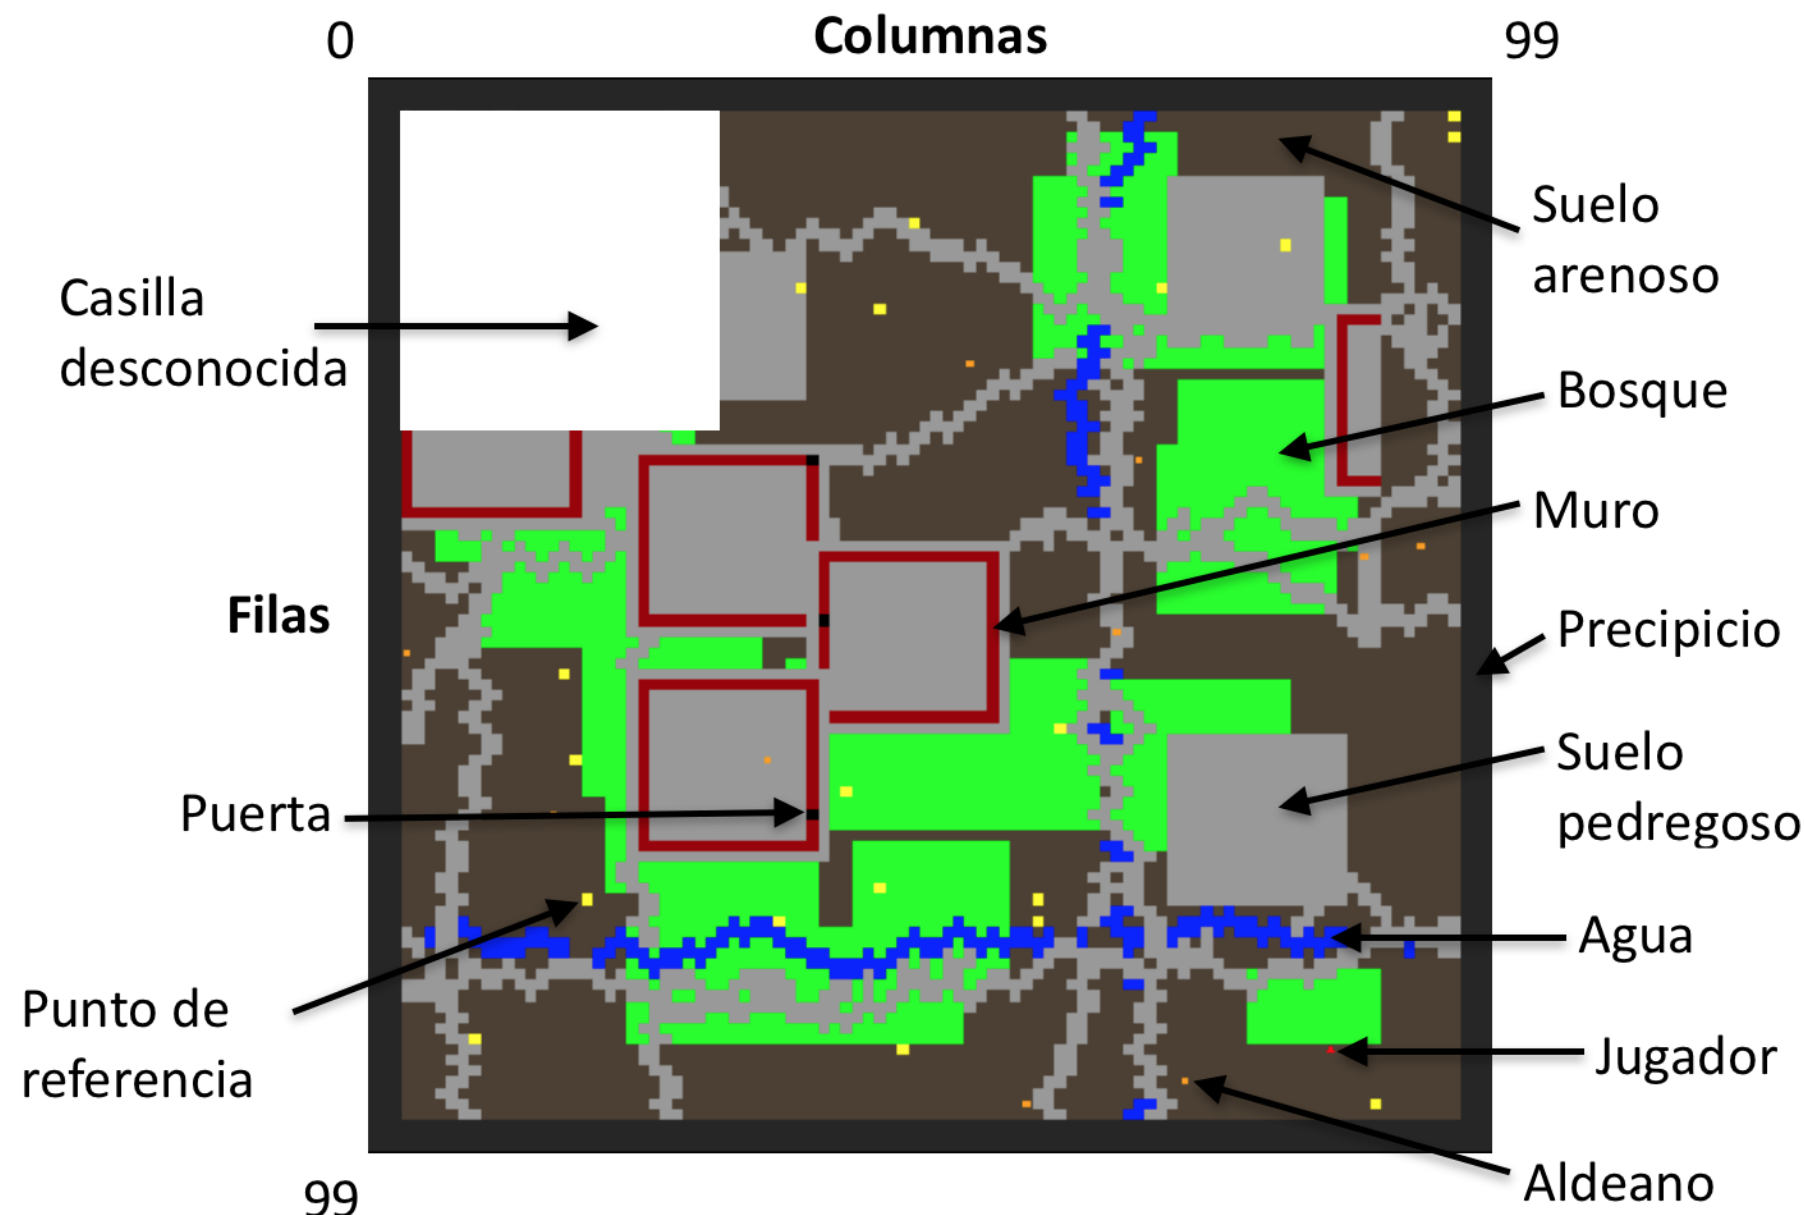 0
Columnas
99
Suelo
arenoso
Casilla
desconocida
Bosque
Muro
Filas
Precipicio
Suelo
pedregoso
Puerta
Agua
Punto de
referencia
Jugador
Aldeano
99